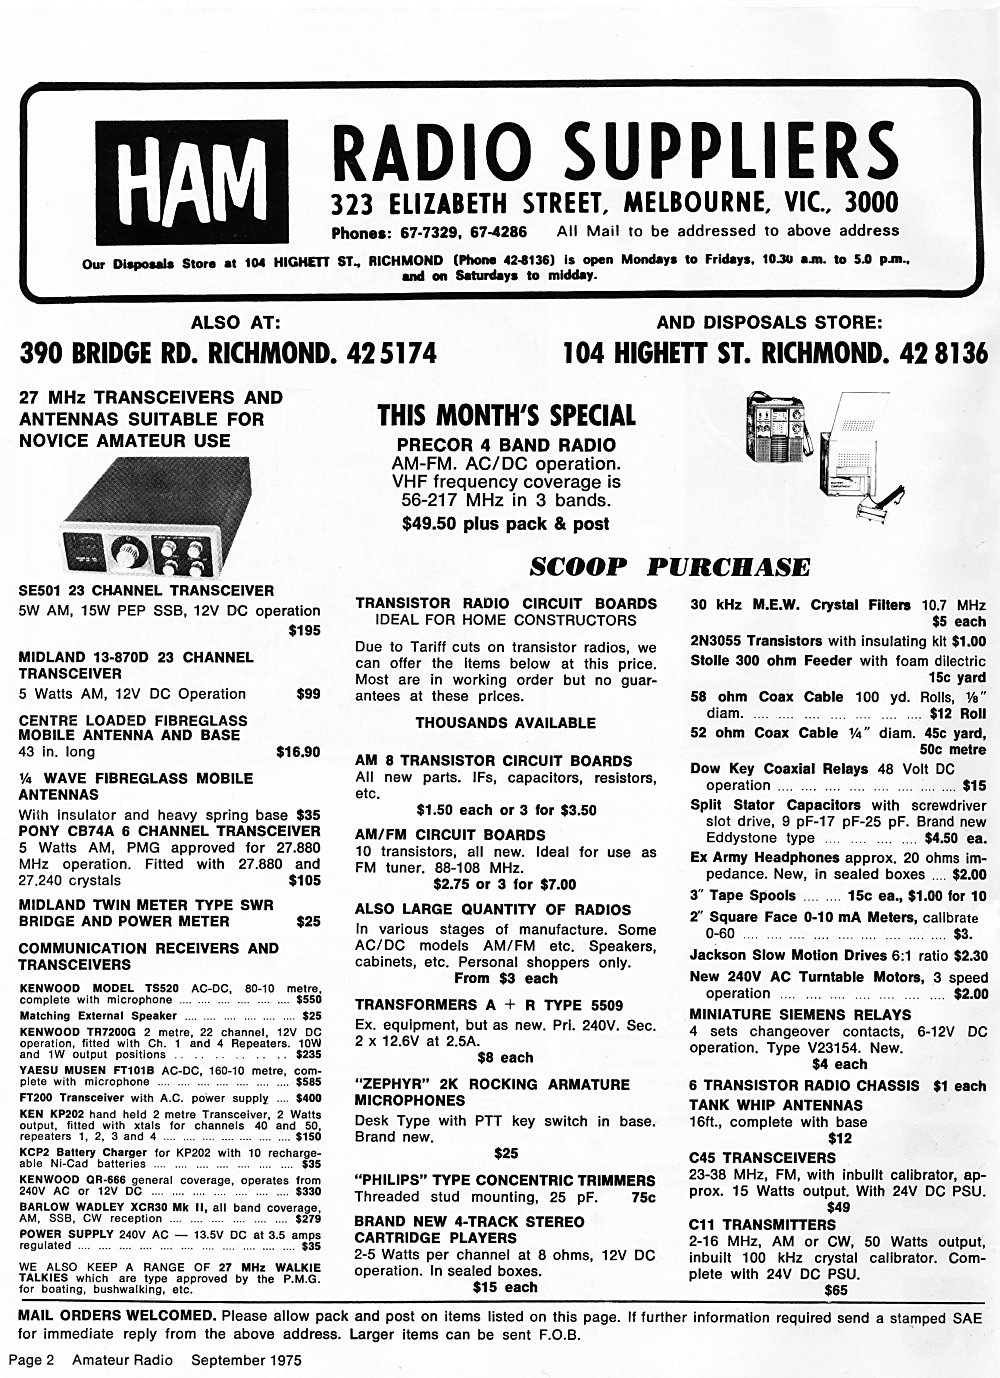 HAM
RADIO SUPPLIERS
323 ELIZABETH STREET, MELBOURNE, VIC., 3000
Phones: 67-7329, 67-4286 All Mail to be addressed to above address
Our Disposals Store at 104 HIGHETT ST., RICHMOND (Phone 42-8136) is open Mondays to Fridays, 10.30 a.m. to 5.0 p.m.,
and on Saturdays to midday.
ALSO AT:
390 BRIDGE RD. RICHMOND. 42 5174
AND DISPOSALS STORE:
104 HIGHETT ST. RICHMOND. 42 8136
27 MHz TRANSCEIVERS AND
ANTENNAS SUITABLE FOR
NOVICE AMATEUR USE
SE501 23 CHANNEL TRANSCEIVER
5W AM, 15W PEP SSB, 12V DC operation
$195
MIDLAND 13-870D 23 CHANNEL
TRANSCEIVER
5 Watts AM, 12V DC Operation $99
CENTRE LOADED FIBREGLASS
MOBILE ANTENNA AND BASE
43 in. long $16.90
¼ WAVE FIBREGLASS MOBILE
ANTENNAS
With Insulator and heavy spring base $35
PONY CB74A 6 CHANNEL TRANSCEIVER
5 Watts AM, PMG approved for 27.880
MHz operation. Fitted with 27.880 and
27.240 crystals $105
MIDLAND TWIN METER TYPE SWR
BRIDGE AND POWER METER $25
COMMUNICATION RECEIVERS AND
TRANSCEIVERS
KENWOOD MODEL TS520 AC-DC, 80-10 metre,
complete with microphone .... .... .... .... .... .... $550
Matching External Speaker .... .... .... .... .... .... $25
KENWOOD TR7200G 2 metre, 22 channel, 12V DC
operation, fitted with Ch. 1 and 4 Repeaters. 10W
and 1W output positions . . . . . . . . . . . . $235
YAESU MUSEN FT101B AC-DC, 160-10 metre, com-
plete with microphone .... .... .... .... .... .... .... $585
FT200 Transceiver with A.C. power supply .... $400
KEN KP202 hand held 2 metre Transceiver, 2 Watts
output, fitted with xtals for channels 40 and 50,
repeaters 1, 2, 3 and 4 .... .... .... .... .... .... .... $150
KCP2 Battery Charger for KP202 with 10 recharge-
able Ni-Cad batteries .... .... .... .... .... .... .... $35
KENWOOD QR-666 general coverage, operates from
240V AC or 12V DC .... .... .... .... .... .... .... $330
BARLOW WADLEY XCR30 Mk II, all band coverage,
AM, SSB, CW reception .... .... .... .... .... .... $279
POWER SUPPLY 240V AC — 13.5V DC at 3.5 amps
regulated .... .... .... .... .... .... .... .... .... .... $35
WE ALSO KEEP A RANGE OF 27 MHz WALKIE
TALKIES which are type approved by the P.M.G.
for boating, bushwalking, etc.
THIS MONTH'S SPECIAL
PRECOR 4 BAND RADIO
AM-FM. AC/DC operation.
VHF frequency coverage is
56-217 MHz in 3 bands.
$49.50 plus pack & post
SCOOP PURCHASE
TRANSISTOR RADIO CIRCUIT BOARDS
IDEAL FOR HOME CONSTRUCTORS
Due to Tariff cuts on transistor radios, we
can offer the items below at this price.
Most are in working order but no guar-
antees at these prices.
THOUSANDS AVAILABLE
AM 8 TRANSISTOR CIRCUIT BOARDS
All new parts. IFs, capacitors, resistors,
etc.
$1.50 each or 3 for $3.50
AM/FM CIRCUIT BOARDS
10 transistors, all new. Ideal for use as
FM tuner. 88-108 MHz.
$2.75 or 3 for $7.00
ALSO LARGE QUANTITY OF RADIOS
In various stages of manufacture. Some
AC/DC models AM/FM etc. Speakers,
cabinets, etc. Personal shoppers only.
From $3 each
TRANSFORMERS A + R TYPE 5509
Ex. equipment, but as new. Pri. 240V. Sec.
2 x 12.6V at 2.5A.
$8 each
"ZEPHYR" 2K ROCKING ARMATURE
MICROPHONES
Desk Type with PTT key switch in base.
Brand new.
$25
"PHILIPS" TYPE CONCENTRIC TRIMMERS
Threaded stud mounting, 25 pF. 75c
BRAND NEW 4-TRACK STEREO
CARTRIDGE PLAYERS
2-5 Watts per channel at 8 ohms, 12V DC
operation. In sealed boxes.
$15 each
30 kHz M.E.W. Crystal Filters 10.7 MHz
$5 each
2N3055 Transistors with insulating kit $1.00
Stolle 300 ohm Feeder with foam dilectric
15c yard
58 ohm Coax Cable 100 yd. Rolls, ⅛"
diam. .... .... .... .... .... .... .... $12 Roll
52 ohm Coax Cable ¼" diam. 45c yard,
50c metre
Dow Key Coaxial Relays 48 Volt DC
operation .... .... .... .... .... .... .... .... $15
Split Stator Capacitors with screwdriver
slot drive, 9 pF-17 pF-25 pF. Brand new
Eddystone type .... .... .... .... .... $4.50 ea.
Ex Army Headphones approx. 20 ohms im-
pedance. New, in sealed boxes .... $2.00
3" Tape Spools .... .... 15c ea., $1.00 for 10
2" Square Face 0-10 mA Meters, calibrate
0-60 .... .... .... .... .... .... .... .... .... $3.
Jackson Slow Motion Drives 6:1 ratio $2.30
New 240V AC Turntable Motors, 3 speed
operation .... .... .... .... .... .... .... $2.00
MINIATURE SIEMENS RELAYS
4 sets changeover contacts, 6-12V DC
operation. Type V23154. New.
$4 each
6 TRANSISTOR RADIO CHASSIS $1 each
TANK WHIP ANTENNAS
16ft., complete with base
$12
C45 TRANSCEIVERS
23-38 MHz, FM, with inbuilt calibrator, ap-
prox. 15 Watts output. With 24V DC PSU.
$49
C11 TRANSMITTERS
2-16 MHz, AM or CW, 50 Watts output,
inbuilt 100 kHz crystal calibrator. Com-
plete with 24V DC PSU.
$65
MAIL ORDERS WELCOMED. Please allow pack and post on items listed on this page. If further information required send a stamped SAE
for immediate reply from the above address. Larger items can be sent F.O.B.
Page 2 Amateur Radio September 1975